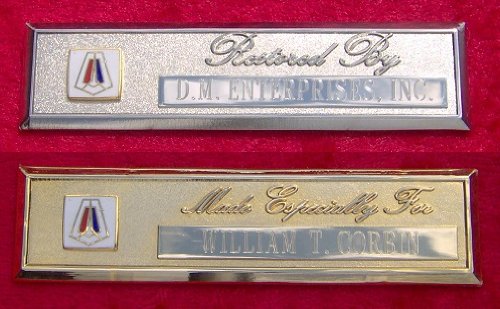 Restored By
D.M. ENTERPRISES, INC.
Made Especially For
WILLIAM T. CORBIN